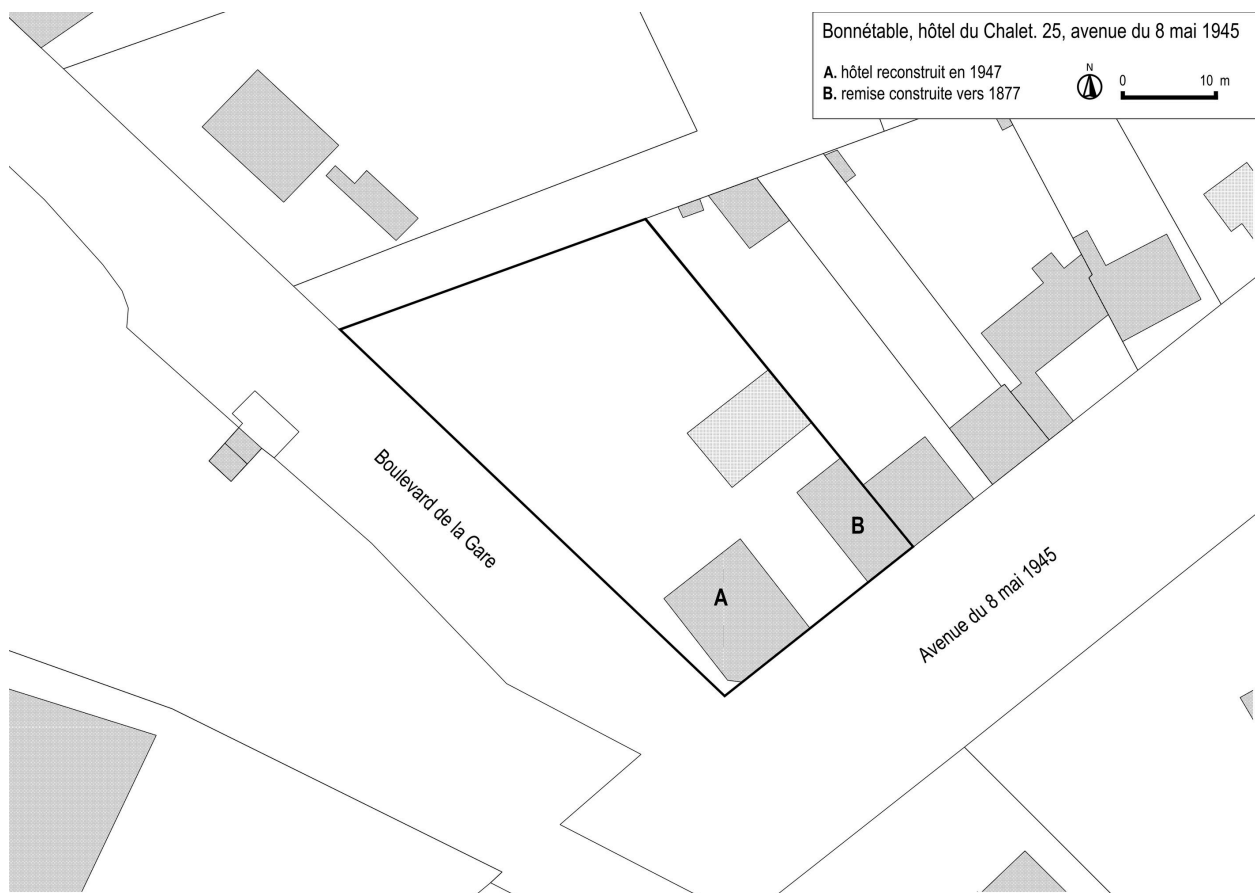 Bonnétable, hôtel du Chalet. 25, avenue du 8 mai 1945
A. hôtel reconstruit en 1947
B. remise construite vers 1877
N
0 10 m
Boulevard de la Gare
B
A
Avenue du 8 mai 1945